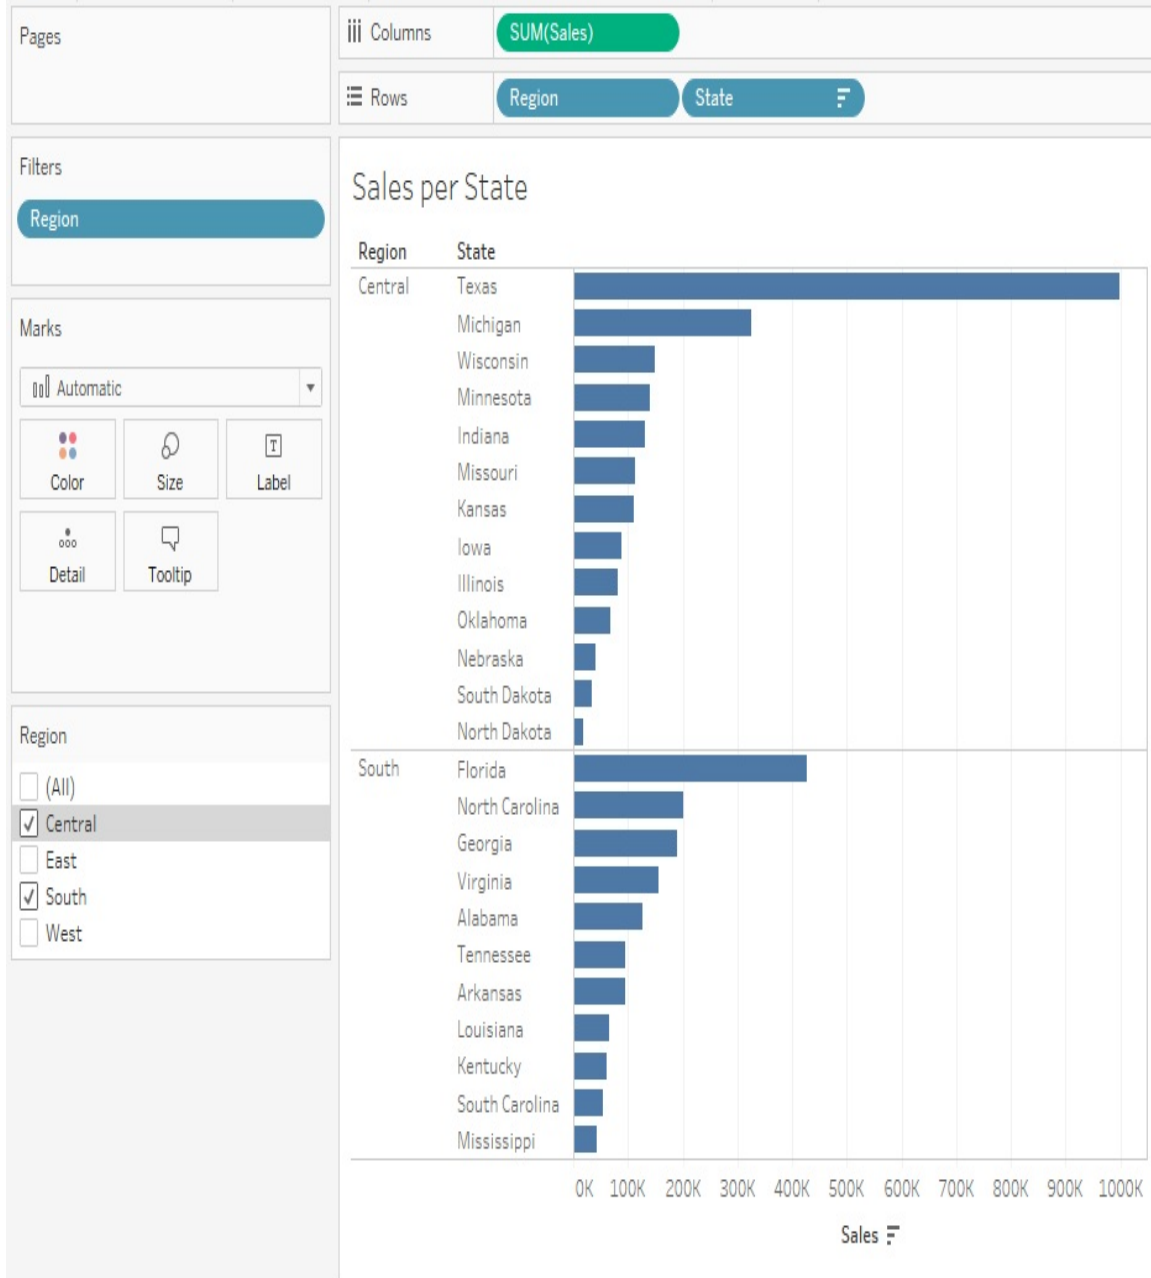 Pages
Columns
SUM(Sales)
Rows
Region
State
Filters
Region
Marks
Automatic
Color
Size
T
Label
Detail
Tooltip
Region
(All)
Central
East
South
West
Sales per State
Region
State
Central
Texas
Michigan
Wisconsin
Minnesota
Indiana
Missouri
Kansas
Iowa
Illinois
Oklahoma
Nebraska
South Dakota
North Dakota
South
Florida
North Carolina
Georgia
Virginia
Alabama
Tennessee
Arkansas
Louisiana
Kentucky
South Carolina
Mississippi
0K 100K 200K 300K 400K 500K 600K 700K 800K 900K 1000K
Sales